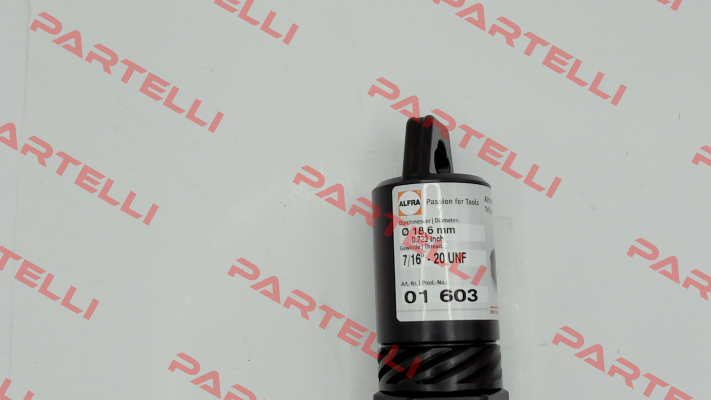 PARTELLI
PARTELLI
PARTELLI
PARTELLI
PARTELLI
ALFRA Passion for Tools
Durchmesser | Diameter:
Ø 18,6 mm
0.732 inch
Gewinde | Thread:
7/16" - 20 UNF
Art.-Nr. | Prod.-No.:
01 603
PARTELLI
PARTELLI
PARTELLI